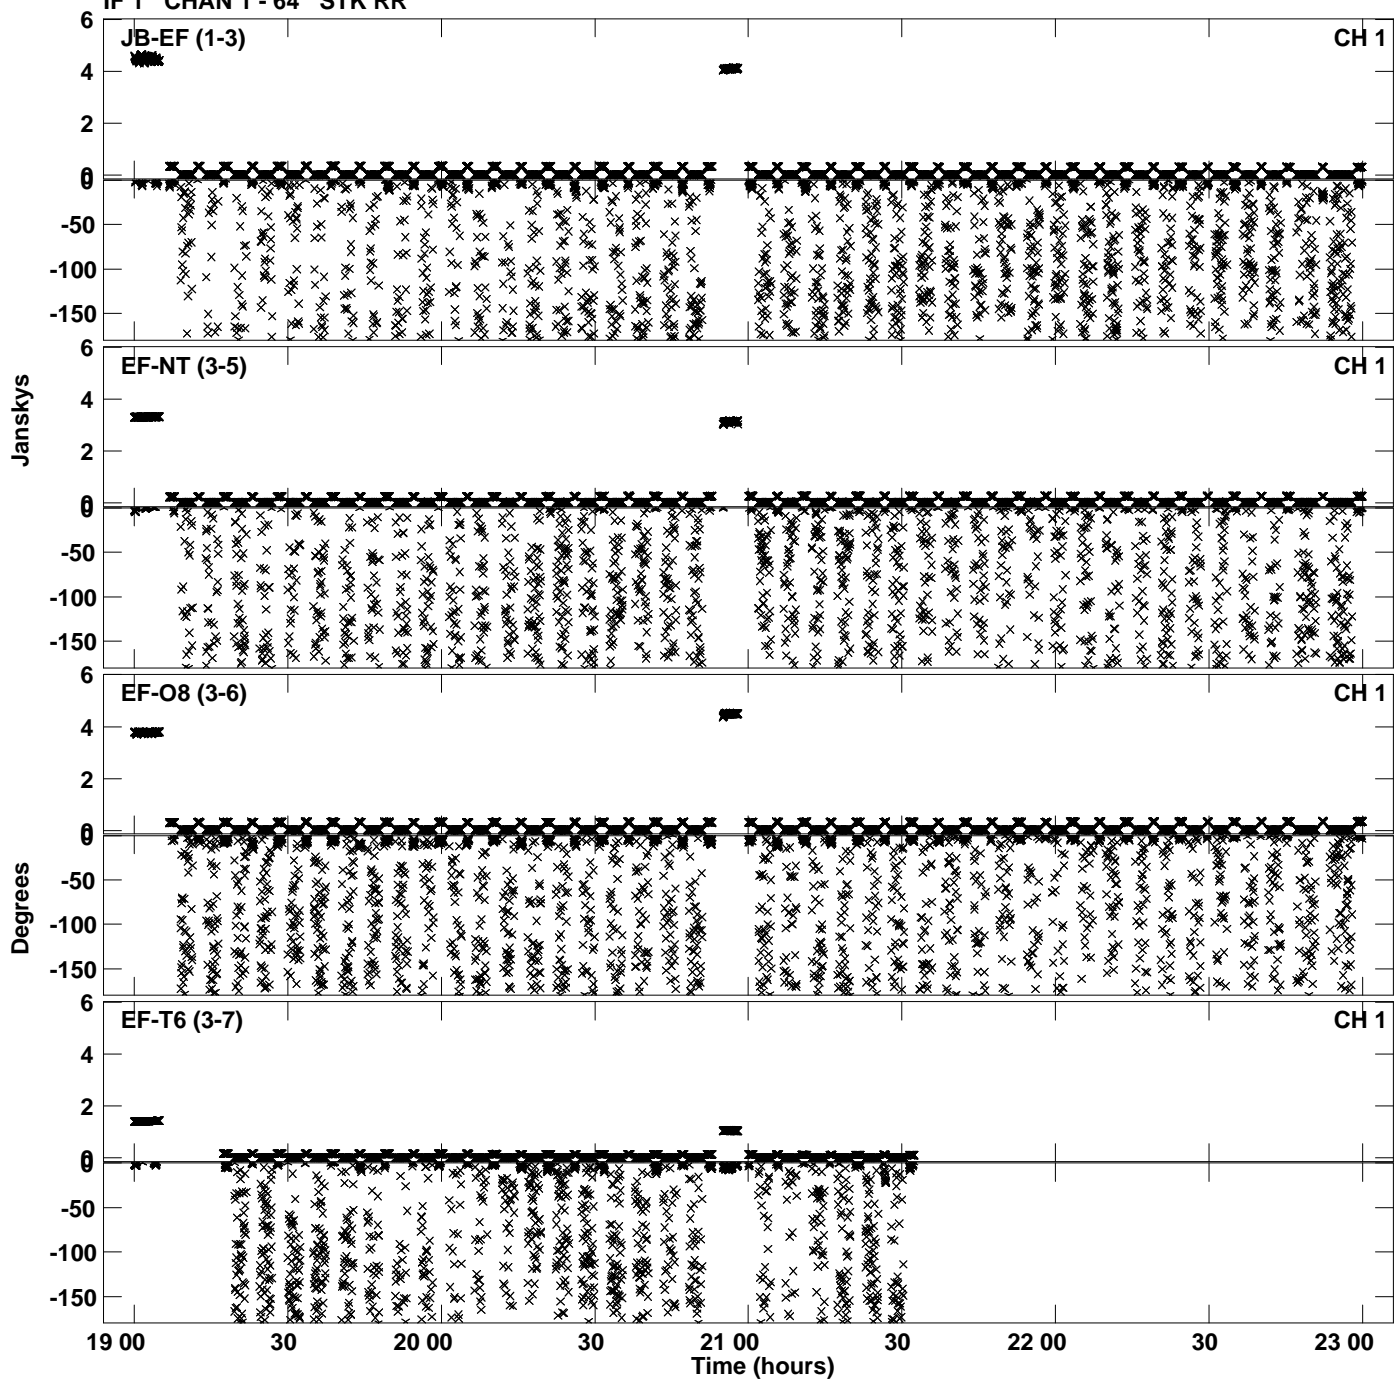 IF 1 CHAN 1 - 64 STK RR
6
JB-EF (1-3)
CH 1
4
2
0
0
-50
-100
-150
6
EF-NT (3-5)
CH 1
4
2
0
0
-50
-100
-150
Janskys
6
EF-O8 (3-6)
CH 1
4
2
0
0
-50
-100
-150
Degrees
6
EF-T6 (3-7)
CH 1
4
2
0
0
-50
-100
-150
19 00 30 20 00 30 21 00 30 22 00 30 23 00
Time (hours)